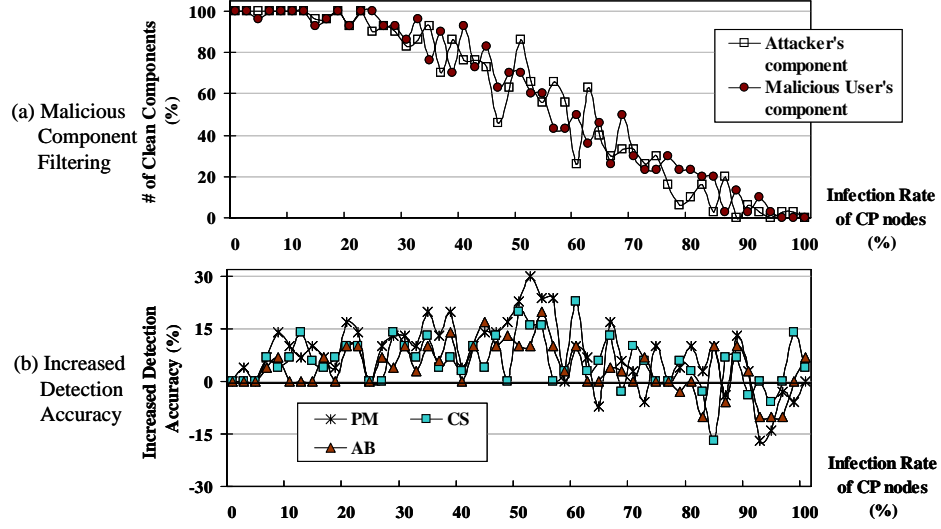 100
80
60
40
20
0
# of Clean Components
(%)
(a) Malicious
Component
Filtering
Attacker's
component
Malicious User's
component
0 10 20 30 40 50 60 70 80 90 100
Infection Rate
of CP nodes
(%)
30
15
0
-15
-30
Increased Detection
Accuracy (%)
(b) Increased
Detection
Accuracy
PM CS
AB
0 10 20 30 40 50 60 70 80 90 100
Infection Rate
of CP nodes
(%)